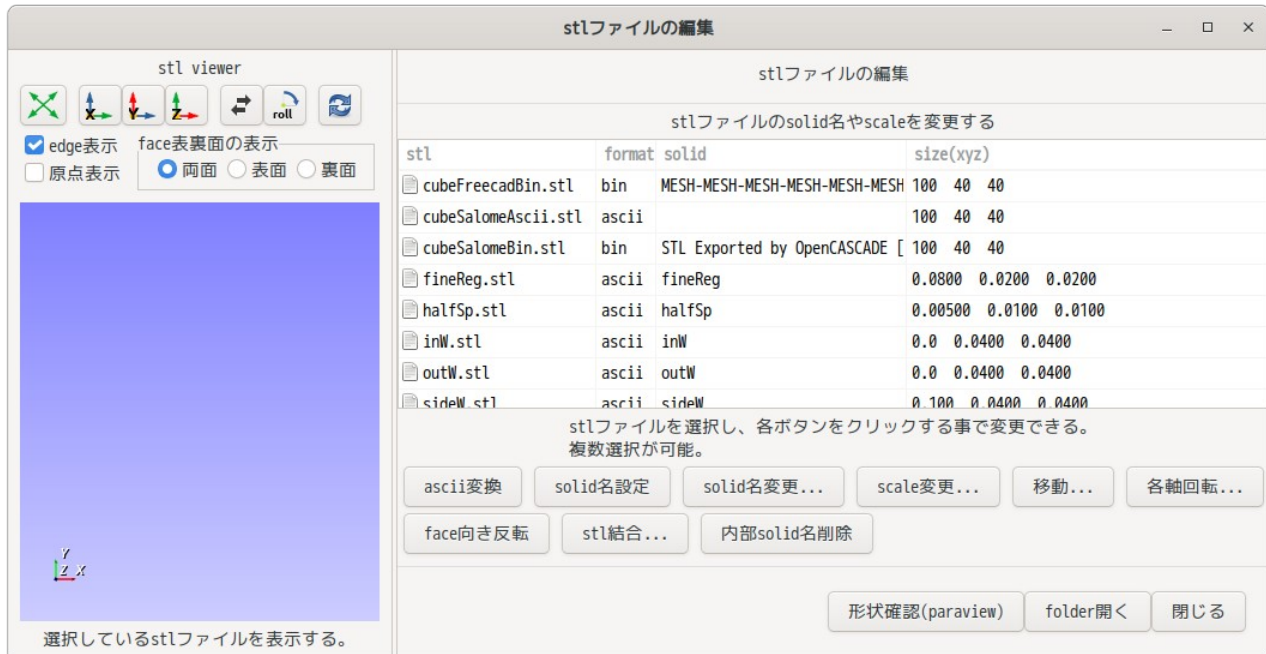 stlファイルの編集
stl viewer
X Y Z roll
edge表示
原点表示
face表裏面の表示
両面 表面 裏面
Y
Z X
選択しているstlファイルを表示する。
stlファイルの編集
stlファイルのsolid名やscaleを変更する
stl format solid size(xyz)
cubeFreecadBin.stl bin MESH-MESH-MESH-MESH-MESH-MESH 100 40 40
cubeSalomeAscii.stl ascii 100 40 40
cubeSalomeBin.stl bin STL Exported by OpenCASCADE [ 100 40 40
fineReg.stl ascii fineReg 0.0800 0.0200 0.0200
halfSp.stl ascii halfSp 0.00500 0.0100 0.0100
inW.stl ascii inW 0.0 0.0400 0.0400
outW.stl ascii outW 0.0 0.0400 0.0400
sideW.stl ascii sideW 0.100 0.0400 0.0400
stlファイルを選択し、各ボタンをクリックする事で変更できる。
複数選択が可能。
ascii変換 solid名設定 solid名変更... scale変更... 移動... 各軸回転...
face向き反転 stl結合... 内部solid名削除
形状確認(paraview) folder開く 閉じる